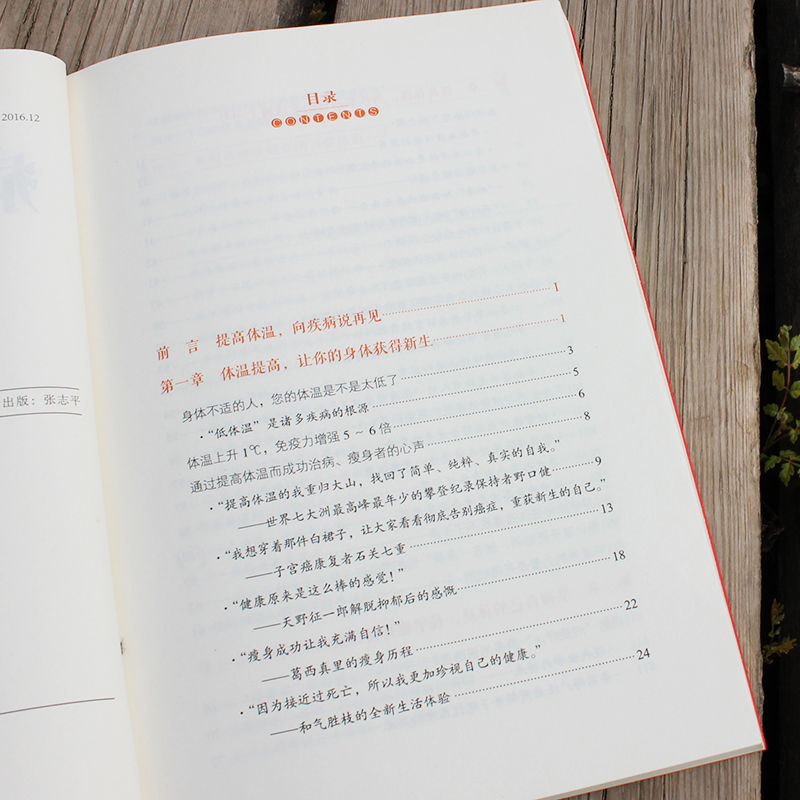 2016.12
出版：张志平
目录
CONTENTS
前 言 提高体温，向疾病说再见 1
第一章 体温提高，让你的身体获得新生 1
身体不适的人，您的体温是不是太低了 3
·“低体温”是诸多疾病的根源 5
体温上升1℃，免疫力增强5～6倍 6
通过提高体温而成功治病、瘦身者的心声 8
·“提高体温的我重归大山，找回了简单、纯粹、真实的自我。”
——世界七大洲最高峰最年少的攀登纪录保持者野口健 9
·“我想穿着那件白裙子，让大家看看彻底告别癌症，重获新生的自己。”
——子宫癌康复者石关七重 13
·“健康原来是这么棒的感觉！”
——天野征一郎解脱抑郁后的感慨 18
·“瘦身成功让我充满自信！”
——葛西真里的瘦身历程 22
·“因为接近过死亡，所以我更加珍视自己的健康。”
——和气胜枝的全新生活体验 24